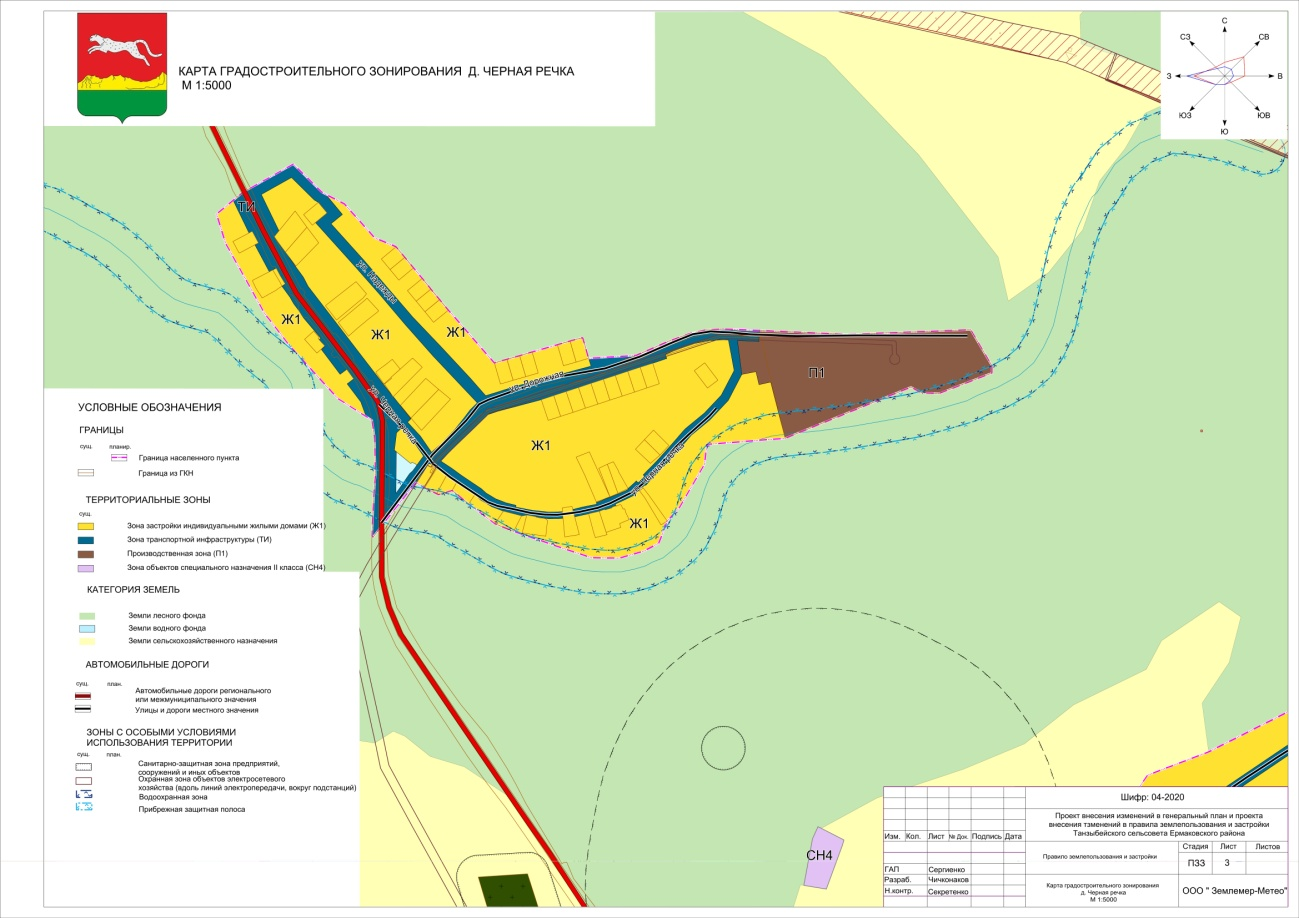 КАРТА ГРАДОСТРОИТЕЛЬНОГО ЗОНИРОВАНИЯ Д. ЧЕРНАЯ РЕЧКА
М 1:5000
С
СЗ
СВ
З
В
ЮЗ
ЮВ
Ю
ТИ
ул. Надежды
Ж1
Ж1
Ж1
ул. Дорожная
П1
ул. Черная речка
Ж1
ул. Черная речка
Ж1
СН4
УСЛОВНЫЕ ОБОЗНАЧЕНИЯ
ГРАНИЦЫ
сущ. планир.
Граница населенного пункта
Граница из ГКН
ТЕРРИТОРИАЛЬНЫЕ ЗОНЫ
сущ.
Зона застройки индивидуальными жилыми домами (Ж1)
Зона транспортной инфраструктуры (ТИ)
Производственная зона (П1)
Зона объектов специального назначения II класса (СН4)
КАТЕГОРИЯ ЗЕМЕЛЬ
Земли лесного фонда
Земли водного фонда
Земли сельскохозяйственного назначения
АВТОМОБИЛЬНЫЕ ДОРОГИ
сущ. план.
Автомобильные дороги регионального
или межмуниципального значения
Улицы и дороги местного значения
ЗОНЫ С ОСОБЫМИ УСЛОВИЯМИ
ИСПОЛЬЗОВАНИЯ ТЕРРИТОРИИ
сущ. план.
Санитарно-защитная зона предприятий,
сооружений и иных объектов
Охранная зона объектов электросетевого
хозяйства (вдоль линий электропередачи, вокруг подстанций)
Водоохранная зона
Прибрежная защитная полоса
Шифр: 04-2020
Проект внесения изменений в генеральный план и проекта
внесения тзменений в правила землепользования и застройки
Танзыбейского сельсовета Ермаковского района
Изм. Кол. Лист № Док. Подпись Дата
Правило землепользования и застройки
Стадия Лист Листов
ПЗЗ 3
ГАП Сергиенко
Разраб. Чичконаков
Н.контр. Секретенко
Карта градостроительного зонирования
д. Черная речка
М 1:5000
ООО " Землемер-Метео"